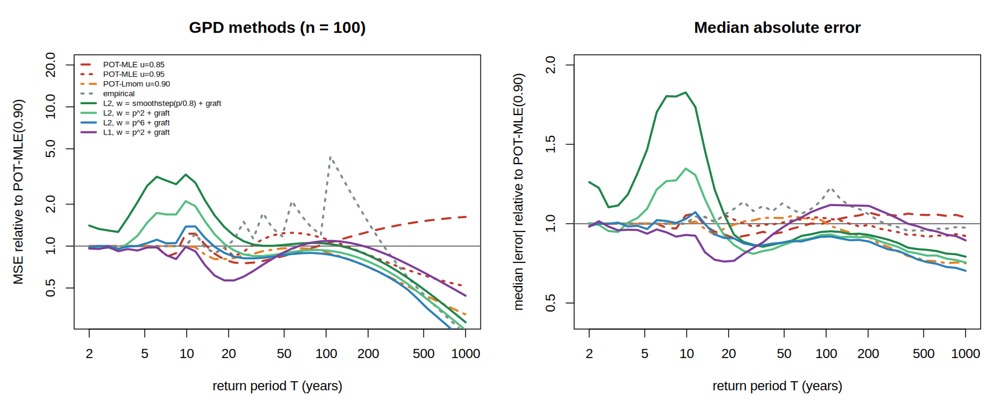 GPD methods (n = 100)
MSE relative to POT-MLE(0.90)
20.0
10.0
5.0
2.0
1.0
0.5
POT-MLE u=0.85
POT-MLE u=0.95
POT-Lmom u=0.90
empirical
L2, w = smoothstep(p/0.8) + graft
L2, w = p^2 + graft
L2, w = p^6 + graft
L1, w = p^2 + graft
2 5 10 20 50 100 200 500 1000
return period T (years)
Median absolute error
median |error| relative to POT-MLE(0.90)
2.0
1.5
1.0
0.5
2 5 10 20 50 100 200 500 1000
return period T (years)